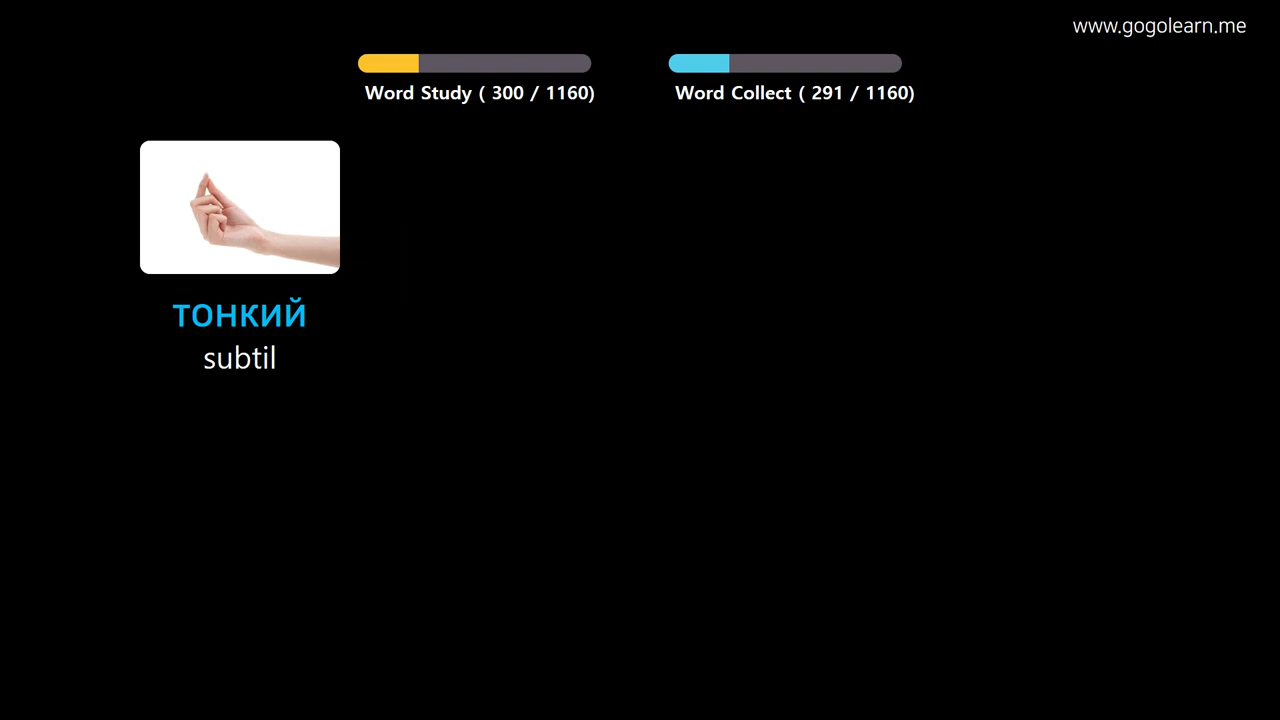 www.gogolearn.me
Word Study ( 300 / 1160)
Word Collect ( 291 / 1160)
тонкий
subtil